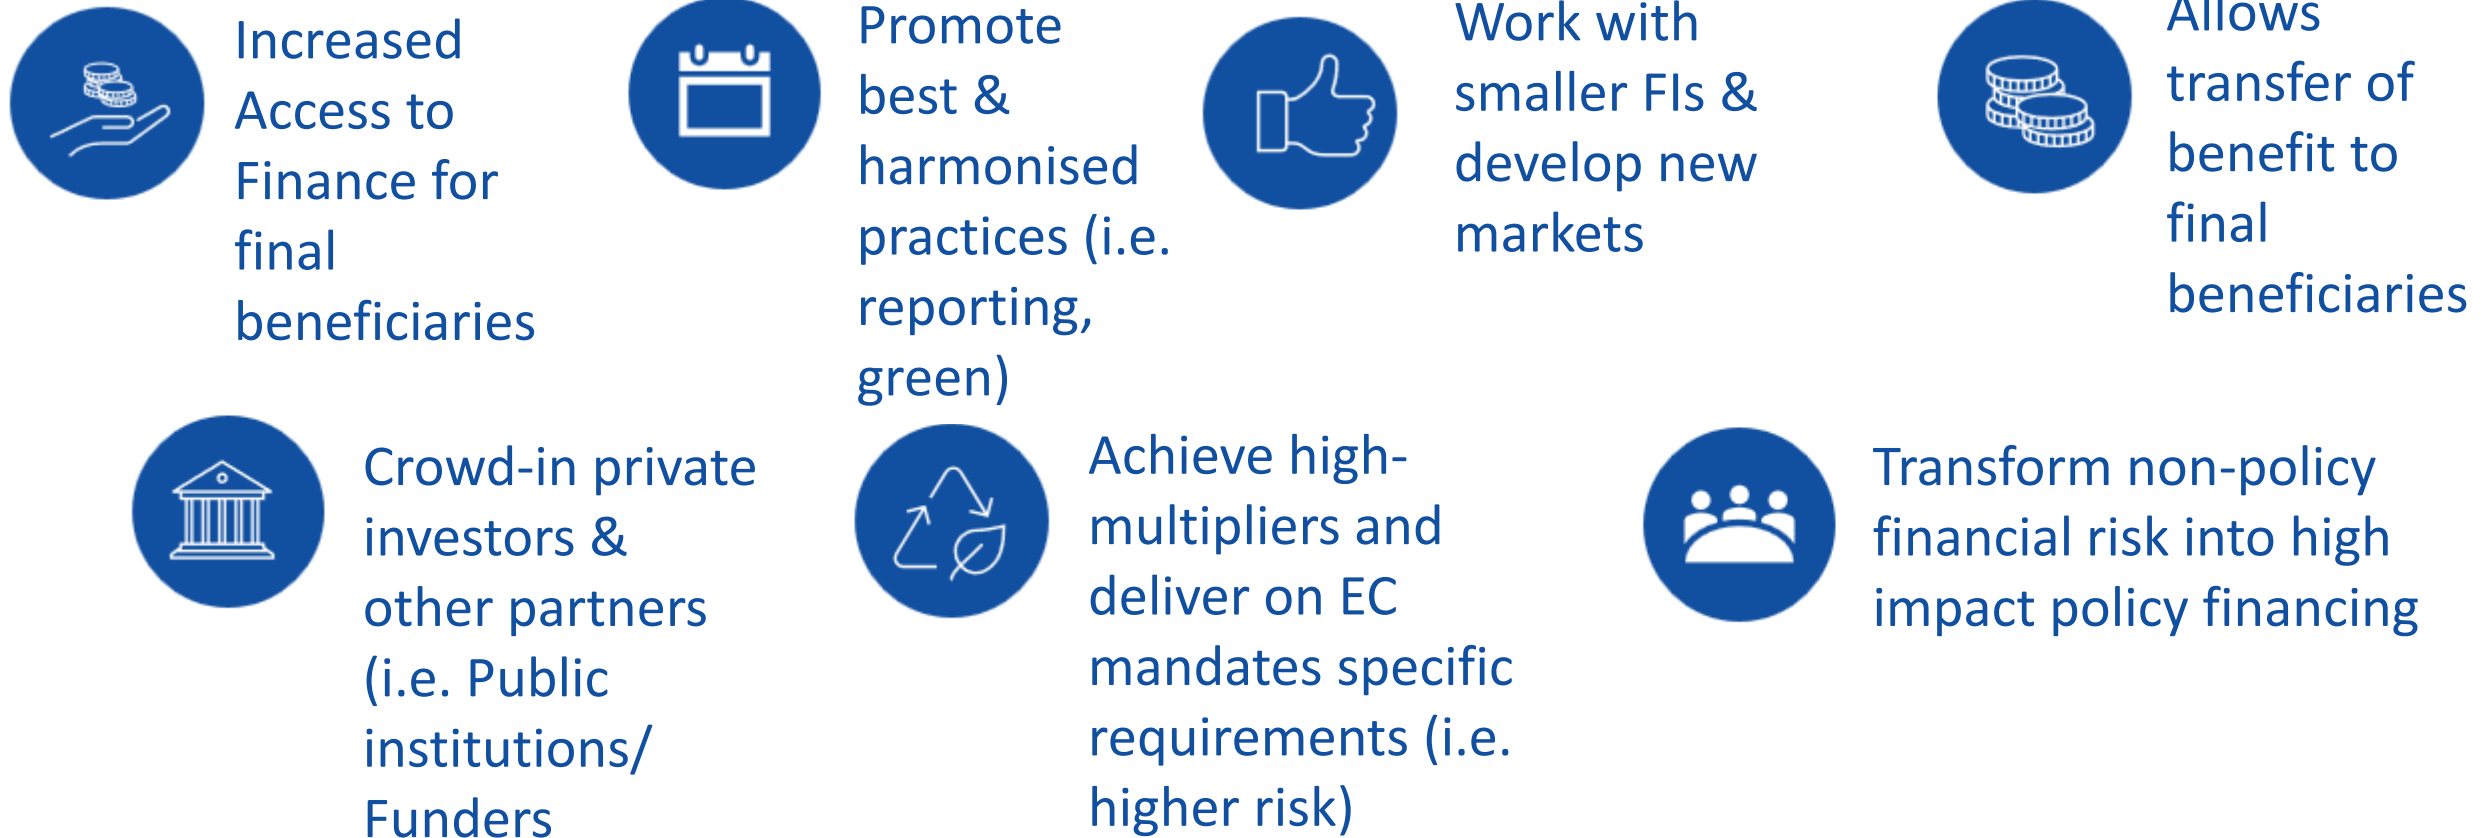 Increased
Access to
Finance for
final
beneficiaries
Promote
best &
harmonised
practices (i.e.
reporting,
green)
Work with
smaller FIs &
develop new
markets
Allows
transfer of
benefit to
final
beneficiaries
Crowd-in private
investors &
other partners
(i.e. Public
institutions/
Funders
Achieve high-
multipliers and
deliver on EC
mandates specific
requirements (i.e.
higher risk)
Transform non-policy
financial risk into high
impact policy financing